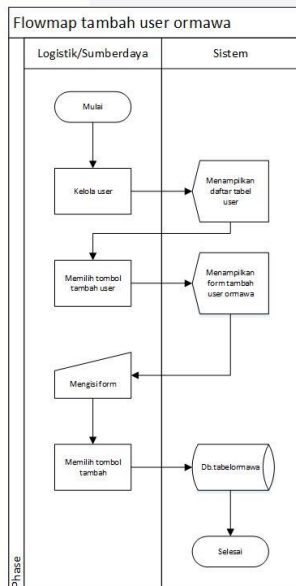 Flowmap tambah user ormawa
Logistik/Sumberdaya
Sistem
Mulai
Kelola user
Menampilkan
daftar tabel
user
Memilih tombol
tambah user
Menampilkan
form tambah
user ormawa
Mengisi form
Memilih tombol
tambah
Db.tabelormawa
Selesai
Phase